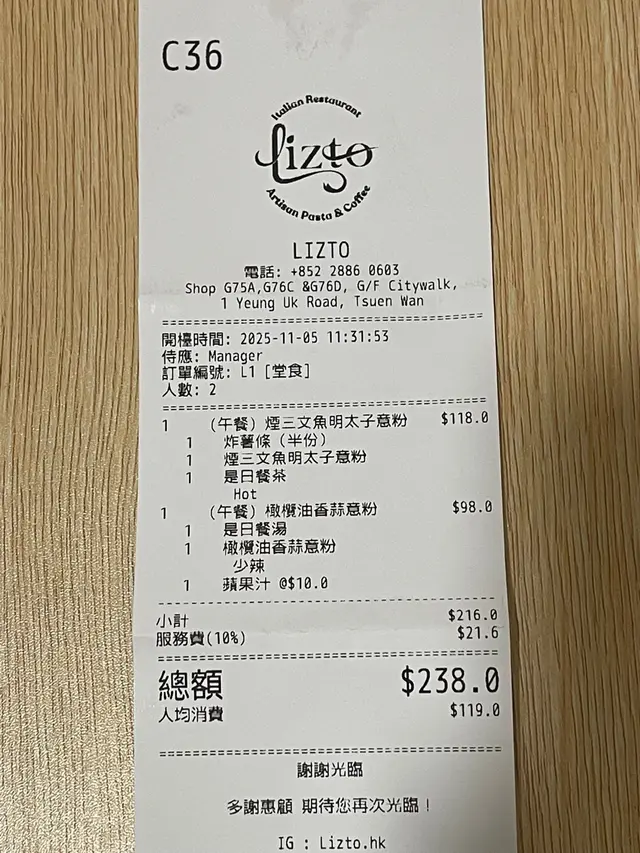 C36
Italian Restaurant
Lizto
Artisan Pasta & Coffee
LIZTO
電話: +852 2886 0603
Shop G75A,G76C &G76D, G/F Citywalk,
1 Yeung Uk Road, Tsuen Wan
開檯時間: 2025-11-05 11:31:53
侍應: Manager
訂單編號: L1 [堂食]
人數: 2
1 (午餐) 煙三文魚明太子意粉 $118.0
1 炸薯條 (半份)
1 煙三文魚明太子意粉
1 是日餐茶
Hot
1 (午餐) 橄欖油香蒜意粉 $98.0
1 是日餐湯
1 橄欖油香蒜意粉
少辣
1 蘋果汁 @$10.0
小計 $216.0
服務費(10%) $21.6
總額 $238.0
人均消費 $119.0
謝謝光臨
多謝惠顧 期待您再次光臨！
IG : Lizto.hk